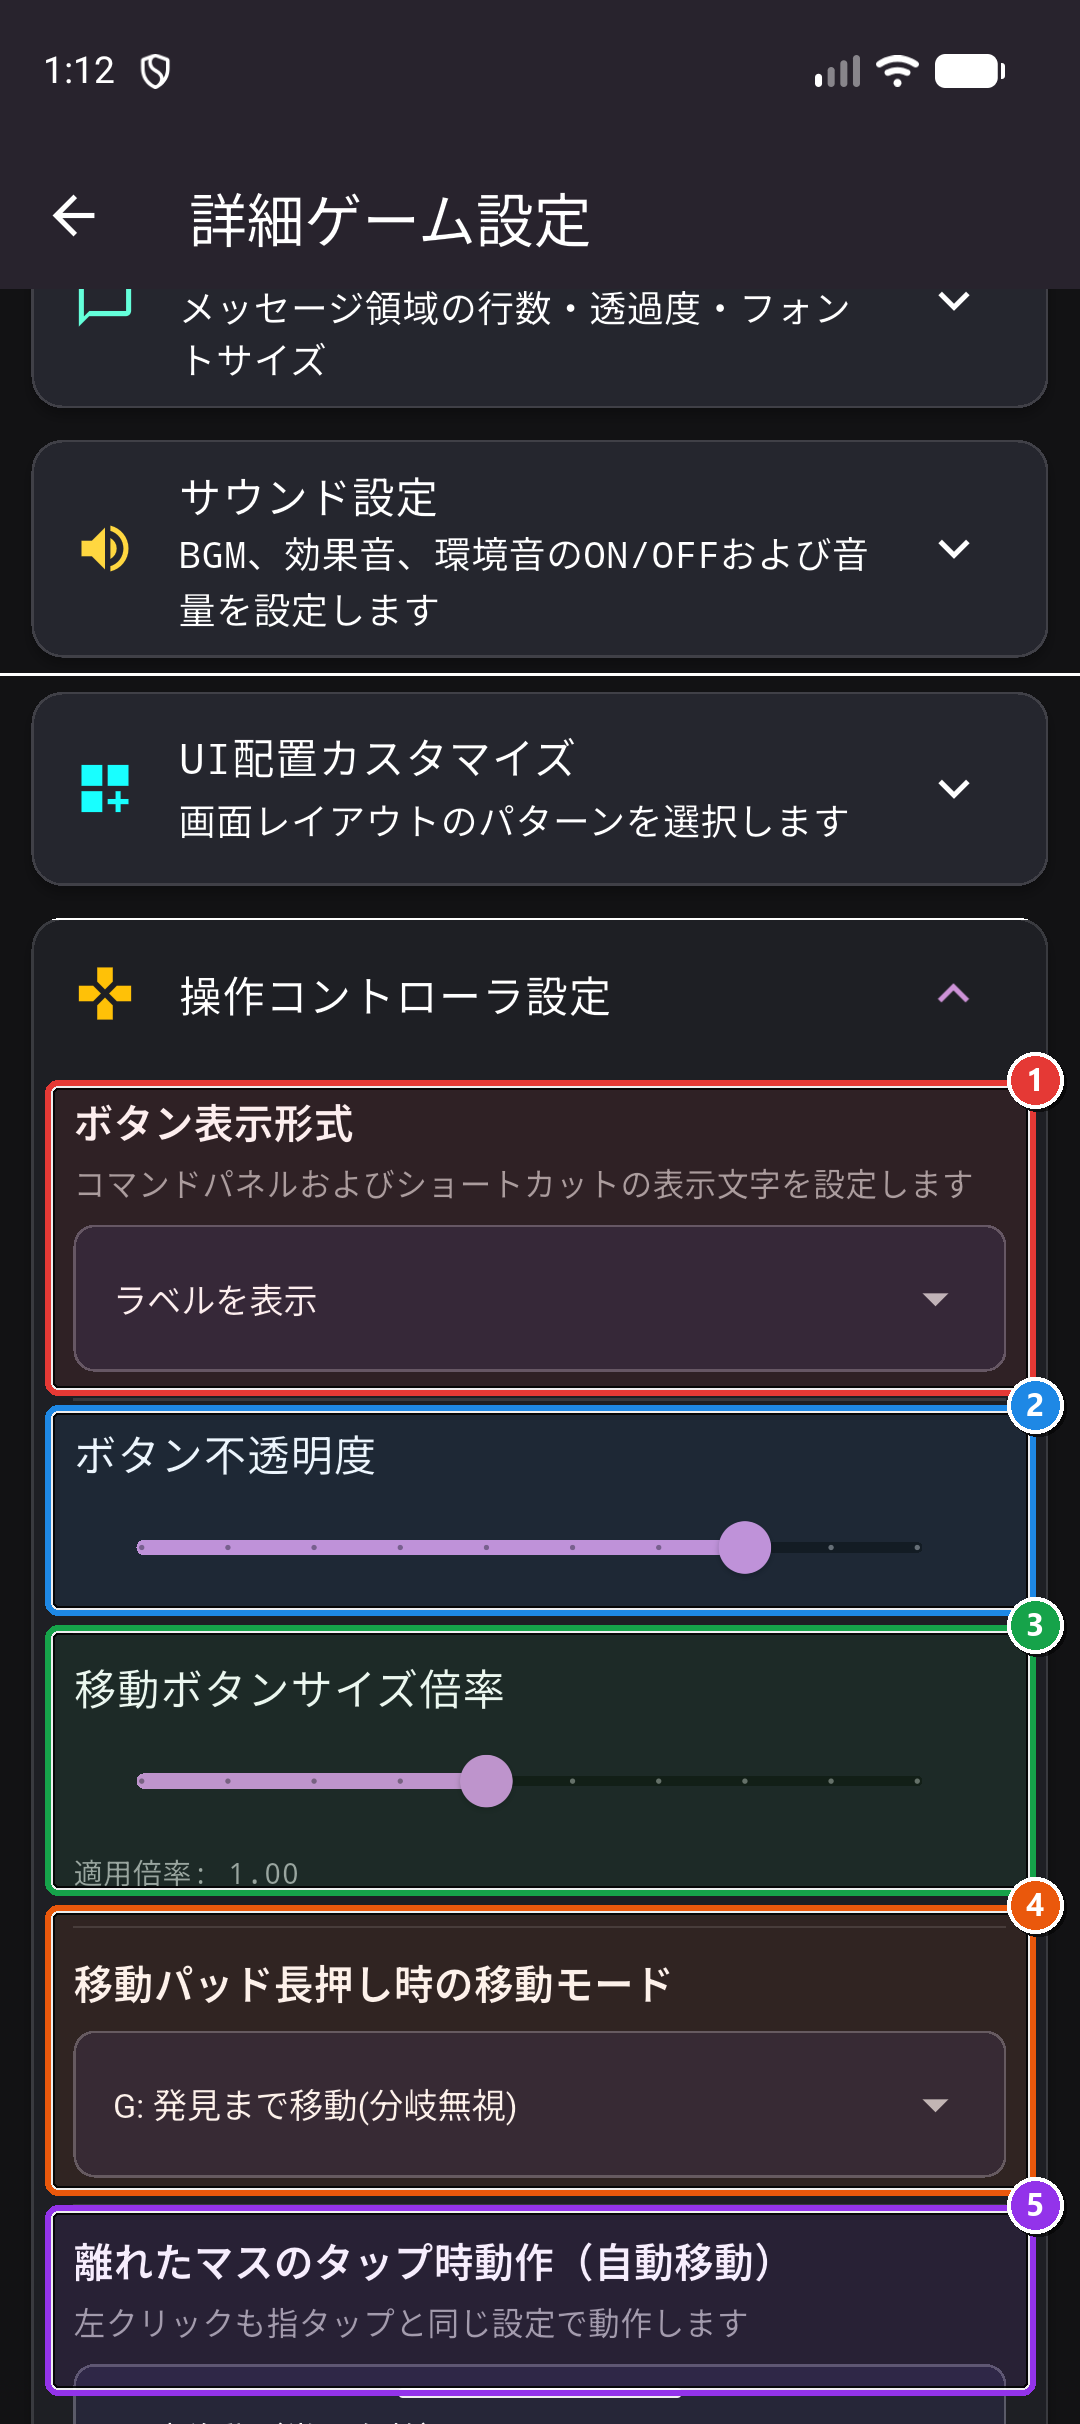 1:12
詳細ゲーム設定
メッセージ領域の行数・透過度・フォン
トサイズ
サウンド設定
BGM、効果音、環境音のON/OFFおよび音
量を設定します
UI配置カスタマイズ
画面レイアウトのパターンを選択します
操作コントローラ設定
1
ボタン表示形式
コマンドパネルおよびショートカットの表示文字を設定します
ラベルを表示
2
ボタン不透明度
3
移動ボタンサイズ倍率
適用倍率: 1.00
4
移動パッド長押し時の移動モード
G: 発見まで移動(分岐無視)
5
離れたマスのタップ時動作（自動移動）
左クリックも指タップと同じ設定で動作します